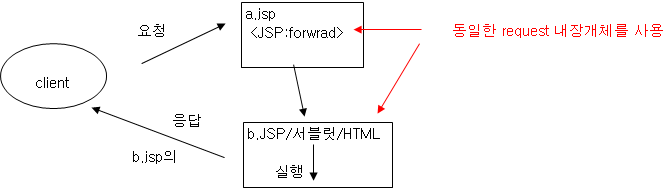 a.jsp
<JSP:forwrad>
동일한 request 내장개체를 사용
요청
client
응답
b.jsp의
b.JSP/서블릿/HTML
실행